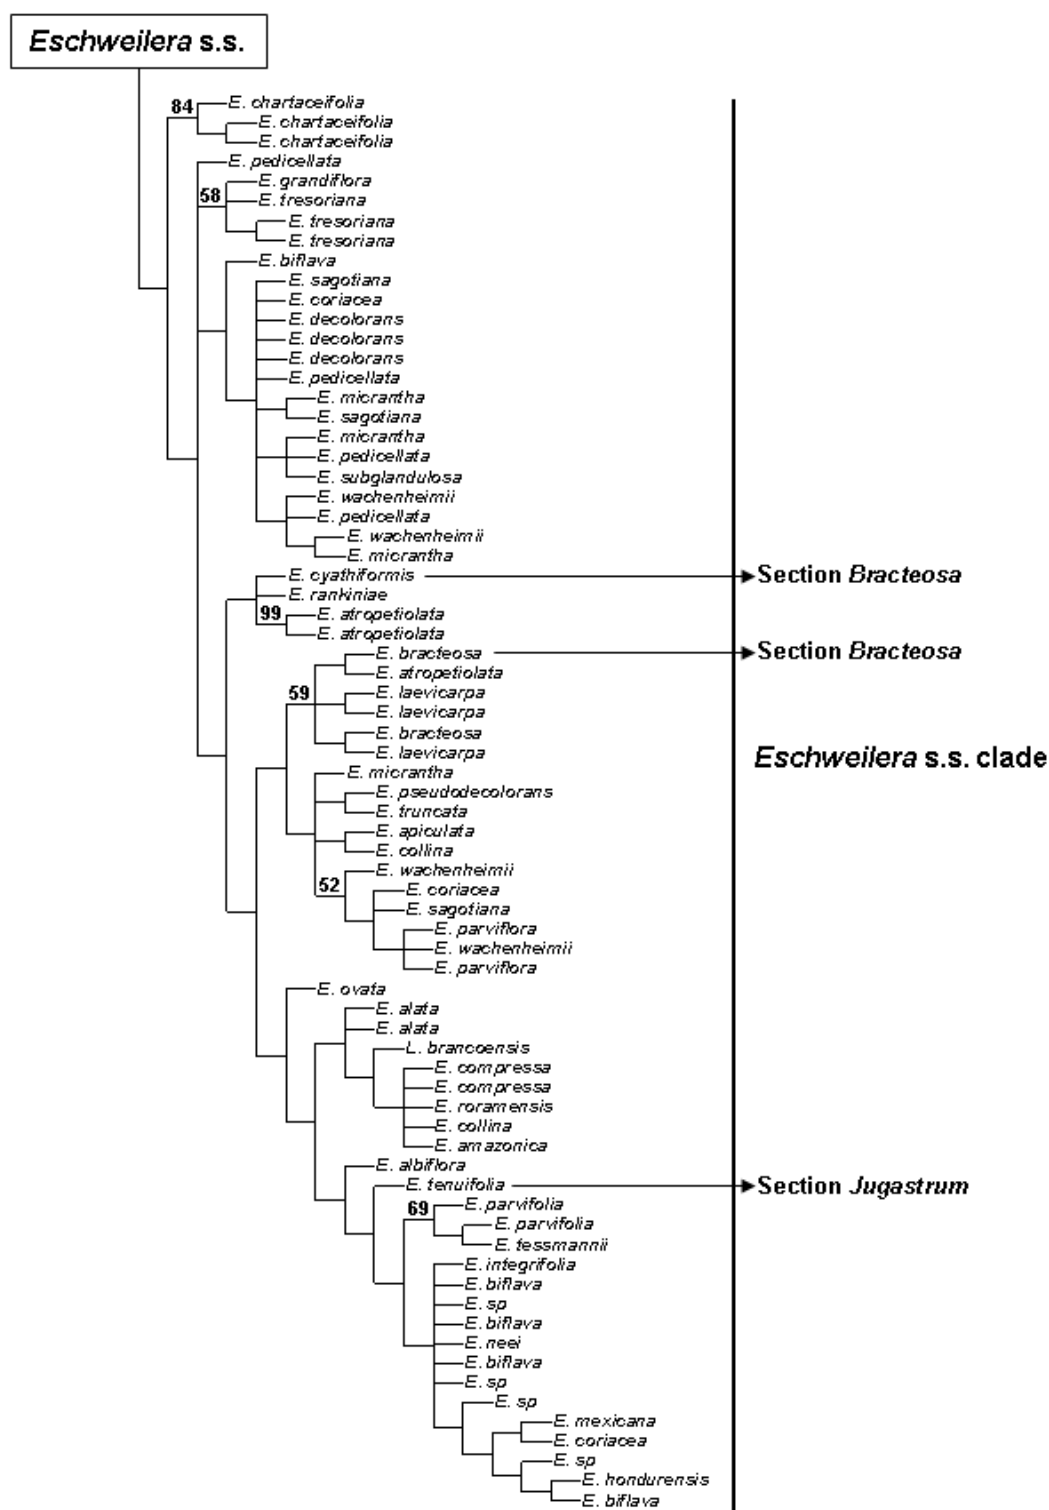 Eschweilera s.s.
84
E. chartaceifolia
E. chartaceifolia
E. chartaceifolia
E. pedicellata
E. grandiflora
58
E. tresoriana
E. tresoriana
E. tresoriana
E. biflava
E. sagotiana
E. coriacea
E. decolorans
E. decolorans
E. decolorans
E. pedicellata
E. micrantha
E. sagotiana
E. micrantha
E. pedicellata
E. subglandulosa
E. wachenheimii
E. pedicellata
E. wachenheimii
E. micrantha
E. cyathiformis
Section Bracteosa
E. rankiniae
99
E. atropetiolata
E. atropetiolata
E. bracteosa
Section Bracteosa
E. atropetiolata
59
E. laevicarpa
E. laevicarpa
E. bracteosa
E. laevicarpa
Eschweilera s.s. clade
E. micrantha
E. pseudodecolorans
E. truncata
E. apiculata
E. collina
E. wachenheimii
52
E. coriacea
E. sagotiana
E. parviflora
E. wachenheimii
E. parviflora
E. ovata
E. alata
E. alata
L. brancoensis
E. compressa
E. compressa
E. roramensis
E. collina
E. amazonica
E. albiflora
E. tenuifolia
Section Jugastrum
69
E. parvifolia
E. parvifolia
E. tessmannii
E. integrifolia
E. biflava
E. sp
E. biflava
E. neei
E. biflava
E. sp
E. sp
E. mexicana
E. coriacea
E. sp
E. hondurensis
E. biflava